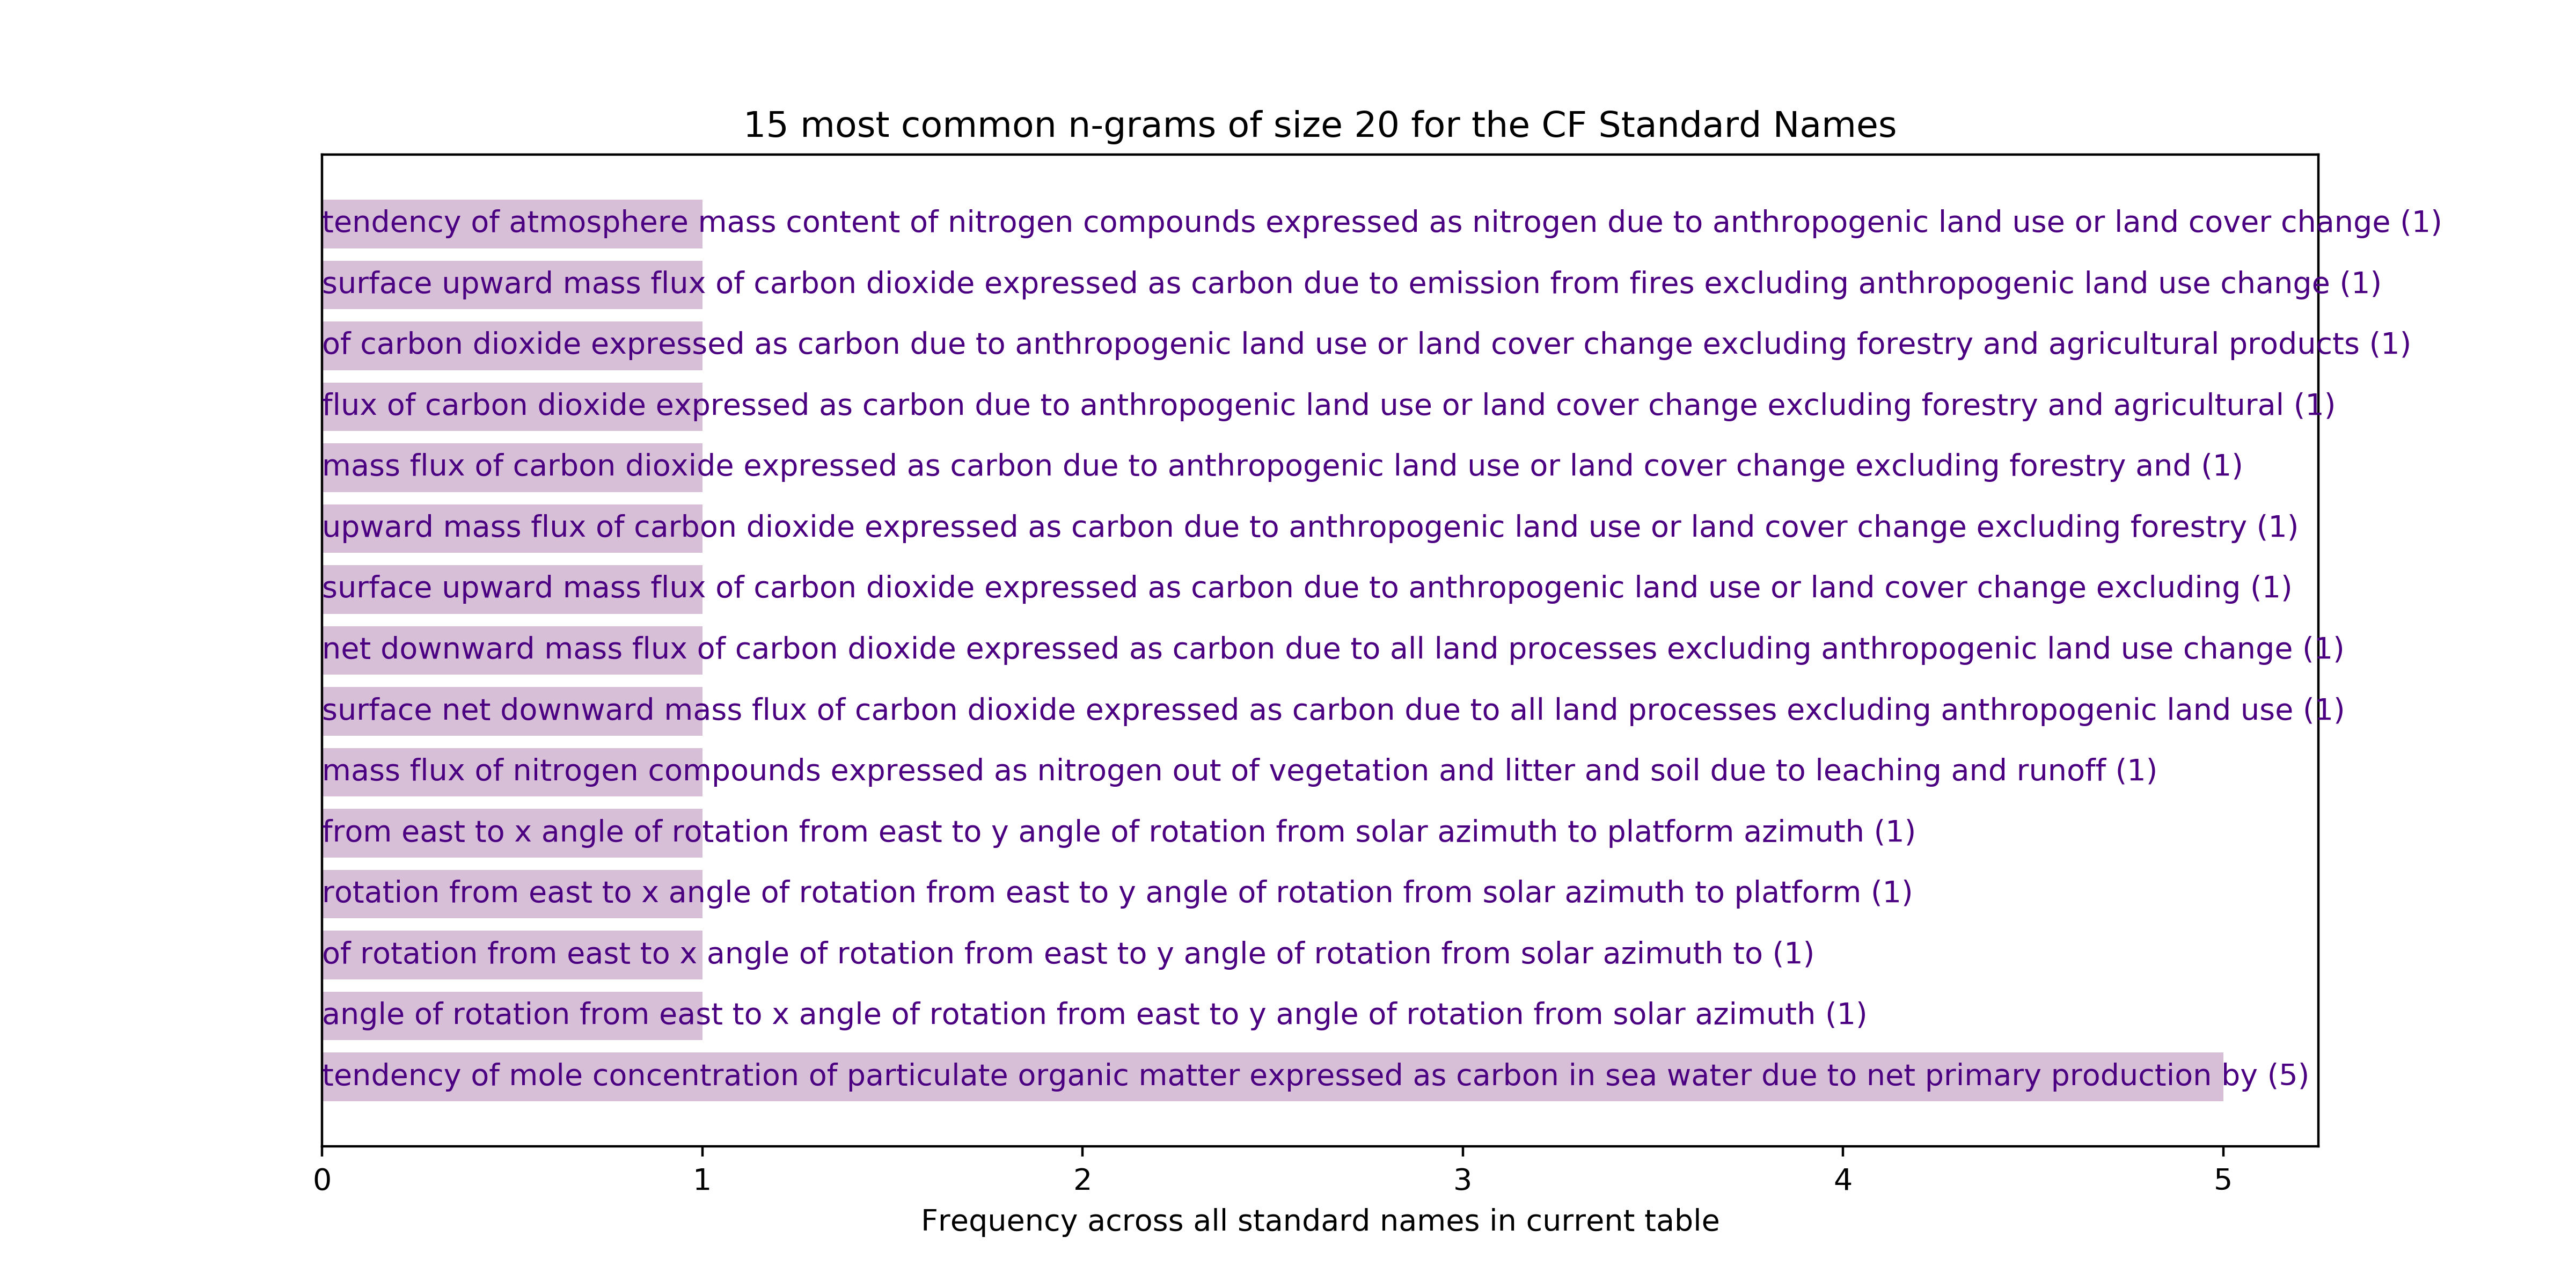 15 most common n-grams of size 20 for the CF Standard Names
tendency of atmosphere mass content of nitrogen compounds expressed as nitrogen due to anthropogenic land use or land cover change (1)
surface upward mass flux of carbon dioxide expressed as carbon due to emission from fires excluding anthropogenic land use change (1)
of carbon dioxide expressed as carbon due to anthropogenic land use or land cover change excluding forestry and agricultural products (1)
flux of carbon dioxide expressed as carbon due to anthropogenic land use or land cover change excluding forestry and agricultural (1)
mass flux of carbon dioxide expressed as carbon due to anthropogenic land use or land cover change excluding forestry and (1)
upward mass flux of carbon dioxide expressed as carbon due to anthropogenic land use or land cover change excluding forestry (1)
surface upward mass flux of carbon dioxide expressed as carbon due to anthropogenic land use or land cover change excluding (1)
net downward mass flux of carbon dioxide expressed as carbon due to all land processes excluding anthropogenic land use change (1)
surface net downward mass flux of carbon dioxide expressed as carbon due to all land processes excluding anthropogenic land use (1)
mass flux of nitrogen compounds expressed as nitrogen out of vegetation and litter and soil due to leaching and runoff (1)
from east to x angle of rotation from east to y angle of rotation from solar azimuth to platform azimuth (1)
rotation from east to x angle of rotation from east to y angle of rotation from solar azimuth to platform (1)
of rotation from east to x angle of rotation from east to y angle of rotation from solar azimuth to (1)
angle of rotation from east to x angle of rotation from east to y angle of rotation from solar azimuth (1)
tendency of mole concentration of particulate organic matter expressed as carbon in sea water due to net primary production by (5)
0 1 2 3 4 5
Frequency across all standard names in current table